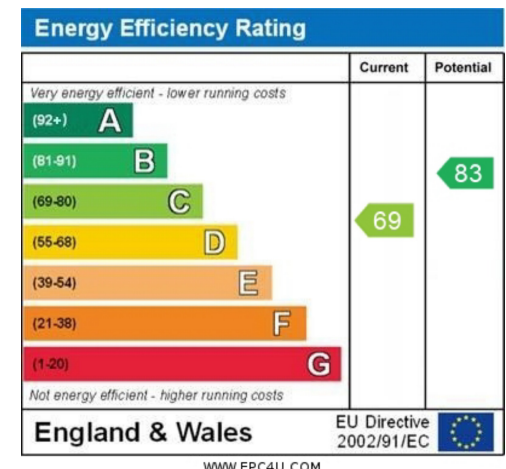 Energy Efficiency Rating
Current Potential
Very energy efficient - lower running costs
(92+) A
(81-91) B
83
(69-80) C
69
(55-68) D
(39-54) E
(21-38) F
(1-20) G
Not energy efficient - higher running costs
England & Wales
EU Directive
2002/91/EC
WWW.EPC4U.COM